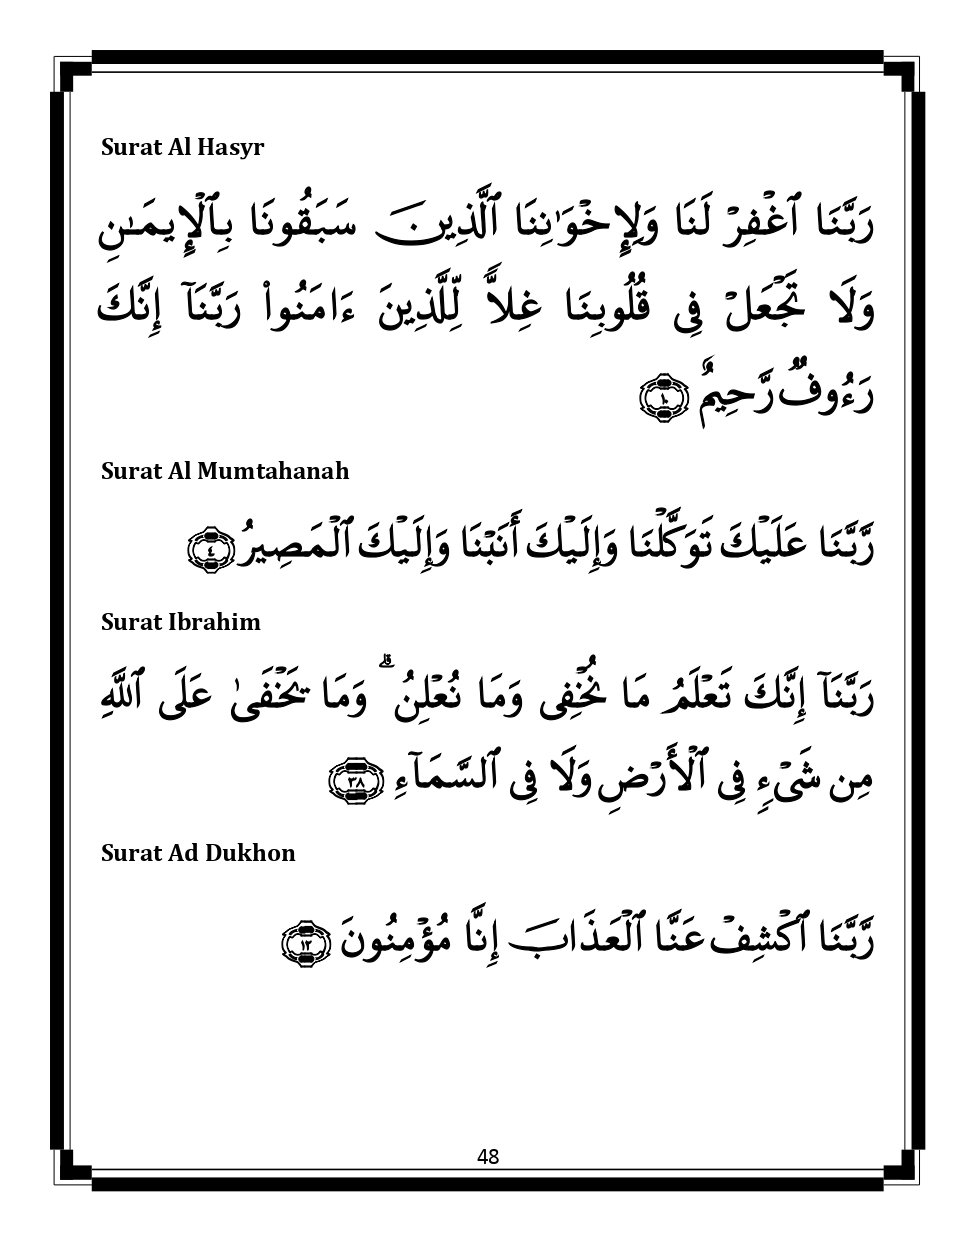 Surat Al Hasyr
رَبَّنَا ٱغۡفِرۡ لَنَا وَلِإِخۡوَٰنِنَا ٱلَّذِينَ سَبَقُونَا بِٱلۡإِيمَٰنِ
وَلَا تَجۡعَلۡ فِي قُلُوبِنَا غِلّٗا لِّلَّذِينَ ءَامَنُواْ رَبَّنَآ إِنَّكَ
رَءُوفٞ رَّحِيمٌ ١٠
Surat Al Mumtahanah
رَّبَّنَا عَلَيۡكَ تَوَكَّلۡنَا وَإِلَيۡكَ أَنَبۡنَا وَإِلَيۡكَ ٱلۡمَصِيرُ ٤
Surat Ibrahim
رَبَّنَآ إِنَّكَ تَعۡلَمُ مَا نُخۡفِي وَمَا نُعۡلِنُۗ وَمَا يَخۡفَىٰ عَلَى ٱللَّهِ
مِن شَيۡءٖ فِي ٱلۡأَرۡضِ وَلَا فِي ٱلسَّمَآءِ ٣٨
Surat Ad Dukhon
رَّبَّنَا ٱكۡشِفۡ عَنَّا ٱلۡعَذَابَ إِنَّا مُؤۡمِنُونَ ١٢
48